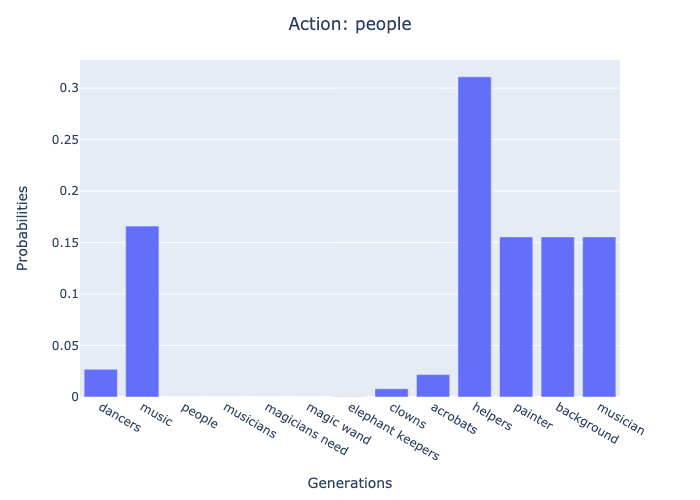 Action: people
Probabilities
0.3
0.25
0.2
0.15
0.1
0.05
0
dancers
music
people
musicians
magicians need
magic wand
elephant keepers
clowns
acrobats
helpers
painter
background
musician
Generations